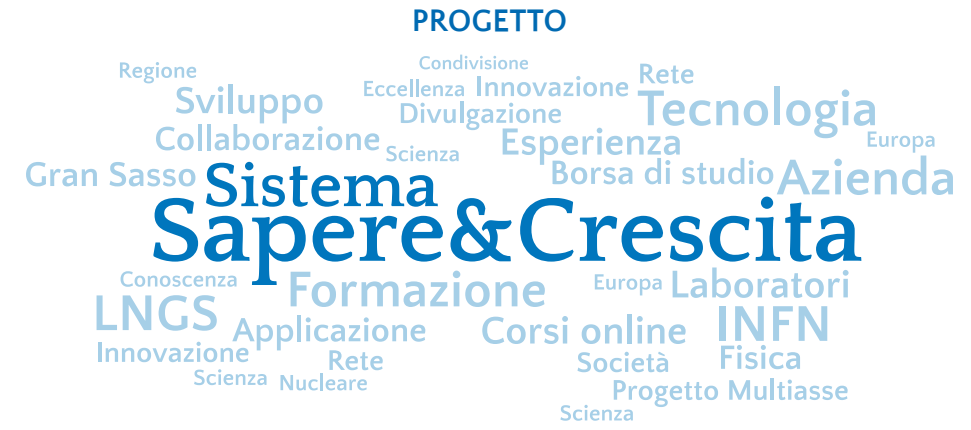 PROGETTO
Condivisione
Regione
Rete
Eccellenza
Innovazione
Sviluppo
Divulgazione
Tecnologia
Collaborazione
Esperienza
Europa
Scienza
Gran Sasso
Borsa di studio
Azienda
Sistema
Sapere&Crescita
Conoscenza
Formazione
Europa
Laboratori
LNGS
Applicazione
Corsi online
INFN
Innovazione
Rete
Società
Fisica
Scienza
Nucleare
Progetto Multiasse
Scienza